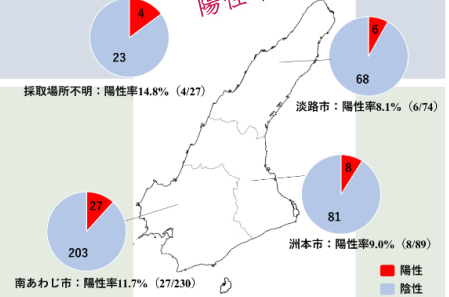 陽性
4
23
採取場所不明：陽性率14.8%（4/27）
6
68
淡路市：陽性率8.1%（6/74）
8
81
洲本市：陽性率9.0%（8/89）
27
203
南あわじ市：陽性率11.7%（27/230）
陽性
陰性